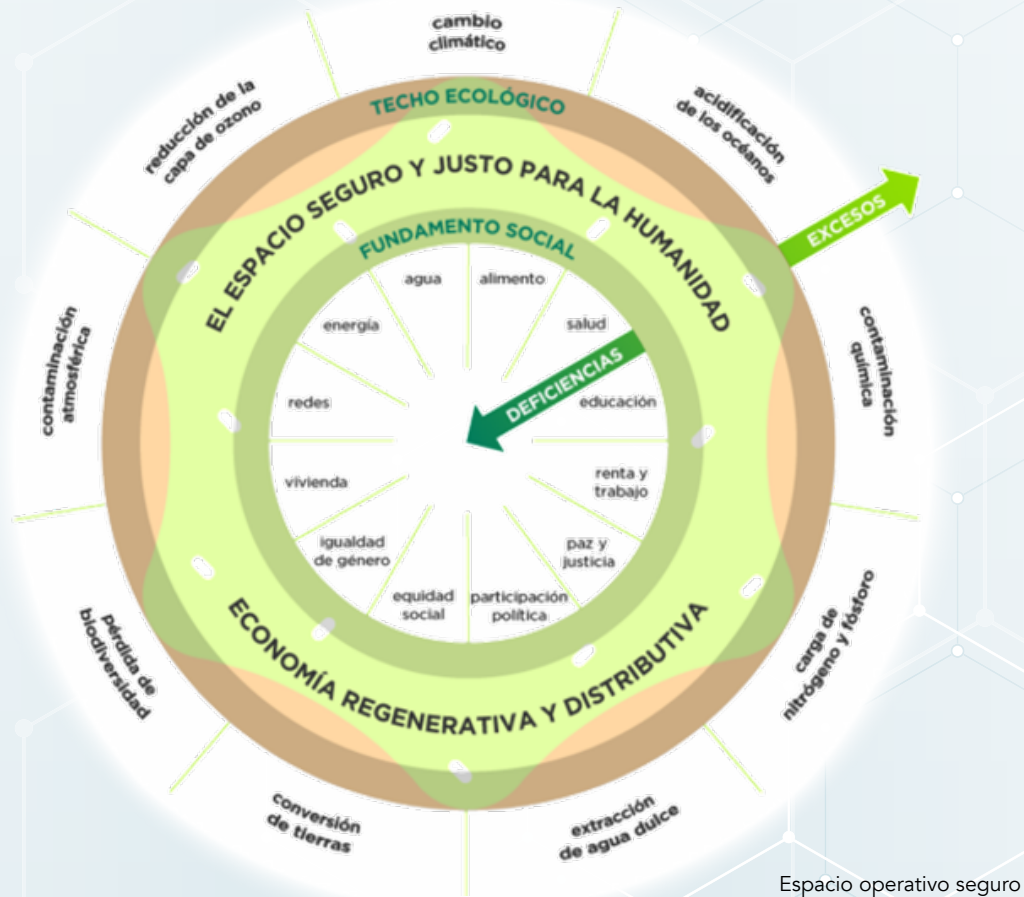 cambio
climático
acidificación
de los océanos
contaminación
química
carga de
nitrógeno y fósforo
extracción
de agua dulce
conversión
de tierras
pérdida de
biodiversidad
contaminación
atmosférica
reducción de la
capa de ozono
TECHO ECOLÓGICO
EL ESPACIO SEGURO Y JUSTO PARA LA HUMANIDAD
FUNDAMENTO SOCIAL
EXCESOS
DEFICIENCIAS
agua
alimento
salud
educación
renta y
trabajo
paz y
justicia
participación
política
equidad
social
igualdad
de género
vivienda
redes
energía
ECONOMÍA REGENERATIVA Y DISTRIBUTIVA
Espacio operativo seguro